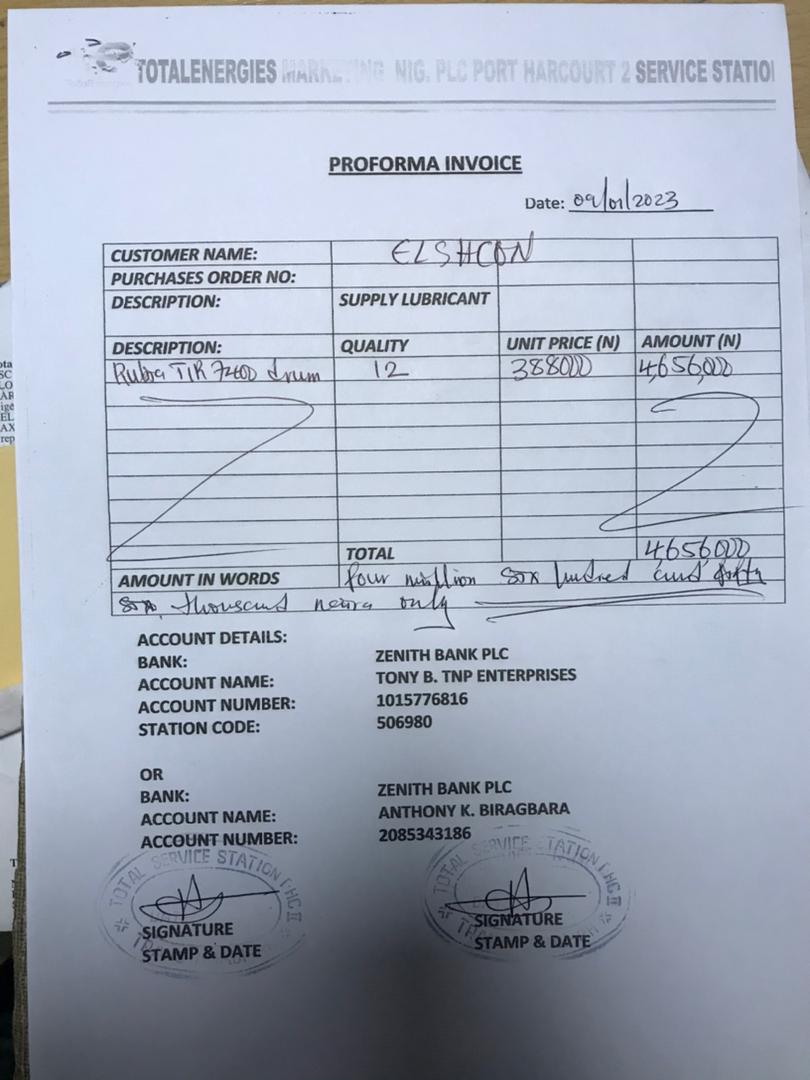 TOTALENERGIES MARKETING NIG. PLC PORT HARCOURT 2 SERVICE STATIO
PROFORMA INVOICE
Date: 09/01/2023
CUSTOMER NAME: ELSHCON
PURCHASES ORDER NO:
DESCRIPTION: SUPPLY LUBRICANT
DESCRIPTION: QUALITY UNIT PRICE (N) AMOUNT (N)
Rubia TIR 7400 drum 12 388000 4,656,000
TOTAL 4656000
AMOUNT IN WORDS four million six hundred and fifty
six thousand naira only
ACCOUNT DETAILS:
BANK: ZENITH BANK PLC
ACCOUNT NAME: TONY B. TNP ENTERPRISES
ACCOUNT NUMBER: 1015776816
STATION CODE: 506980
OR
BANK: ZENITH BANK PLC
ACCOUNT NAME: ANTHONY K. BIRAGBARA
ACCOUNT NUMBER: 2085343186
TOTAL SERVICE STATION PHC II
TOTAL SERVICE STATION PHC II
SIGNATURE SIGNATURE
STAMP & DATE STAMP & DATE